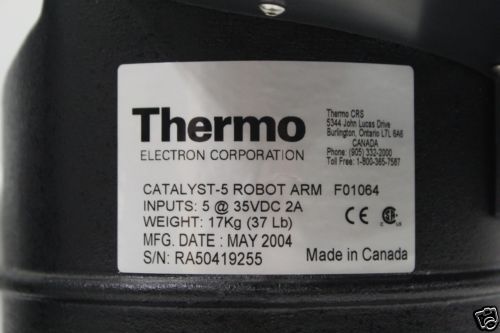 Thermo
ELECTRON CORPORATION
Thermo CRS
5344 John Lucas Drive
Burlington, Ontario L7L 6A6
CANADA
Phone: (905) 332-2000
Toll Free: 1-800-365-7587
CATALYST-5 ROBOT ARM F01064
INPUTS: 5 @ 35VDC 2A
WEIGHT: 17Kg (37 Lb)
MFG. DATE : MAY 2004
S/N: RA50419255
CE
Made in Canada